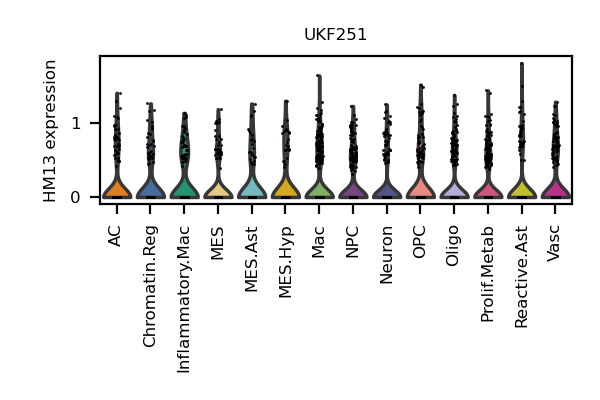 UKF251
HM13 expression
1
0
AC
Chromatin.Reg
Inflammatory.Mac
MES
MES.Ast
MES.Hyp
Mac
NPC
Neuron
OPC
Oligo
Prolif.Metab
Reactive.Ast
Vasc